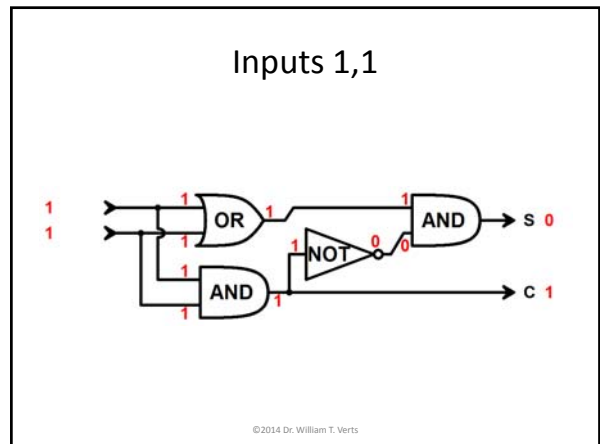 Inputs 1,1
1 1 1 1
OR AND S 0
1 1 1 0 0
NOT
1 AND C 1
1 1
©2014 Dr. William T. Verts